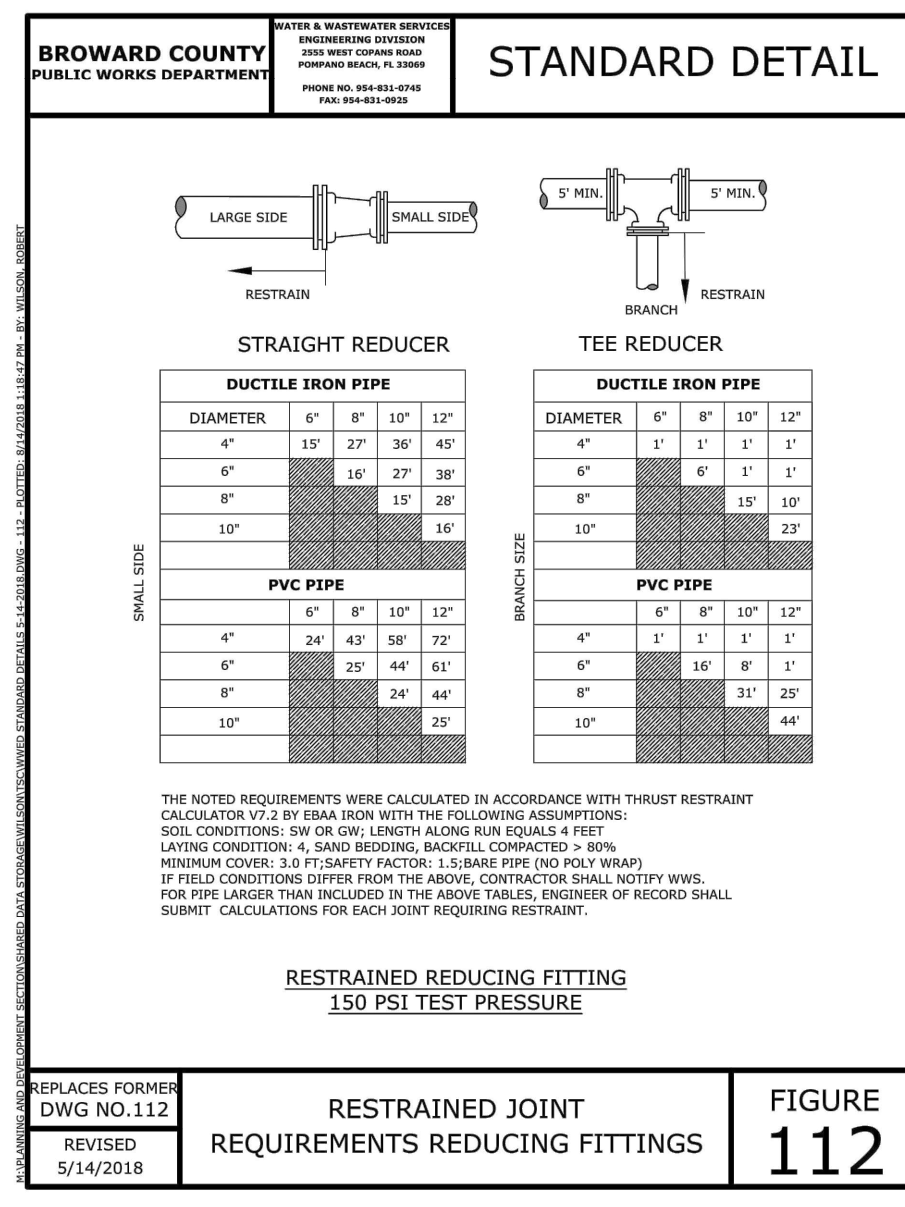 BROWARD COUNTY
PUBLIC WORKS DEPARTMENT
WATER & WASTEWATER SERVICES
ENGINEERING DIVISION
2555 WEST COPANS ROAD
POMPANO BEACH, FL 33069
PHONE NO. 954-831-0745
FAX: 954-831-0925
STANDARD DETAIL
LARGE SIDE
SMALL SIDE
RESTRAIN
STRAIGHT REDUCER
5' MIN.
5' MIN.
RESTRAIN
BRANCH
TEE REDUCER
SMALL SIDE
DUCTILE IRON PIPE
DIAMETER 6" 8" 10" 12"
4" 15' 27' 36' 45'
6" 16' 27' 38'
8" 15' 28'
10" 16'
PVC PIPE
6" 8" 10" 12"
4" 24' 43' 58' 72'
6" 25' 44' 61'
8" 24' 44'
10" 25'
BRANCH SIZE
DUCTILE IRON PIPE
DIAMETER 6" 8" 10" 12"
4" 1' 1' 1' 1'
6" 6' 1' 1'
8" 15' 10'
10" 23'
PVC PIPE
6" 8" 10" 12"
4" 1' 1' 1' 1'
6" 16' 8' 1'
8" 31' 25'
10" 44'
THE NOTED REQUIREMENTS WERE CALCULATED IN ACCORDANCE WITH THRUST RESTRAINT
CALCULATOR V7.2 BY EBAA IRON WITH THE FOLLOWING ASSUMPTIONS:
SOIL CONDITIONS: SW OR GW; LENGTH ALONG RUN EQUALS 4 FEET
LAYING CONDITION: 4, SAND BEDDING, BACKFILL COMPACTED > 80%
MINIMUM COVER: 3.0 FT;SAFETY FACTOR: 1.5;BARE PIPE (NO POLY WRAP)
IF FIELD CONDITIONS DIFFER FROM THE ABOVE, CONTRACTOR SHALL NOTIFY WWS.
FOR PIPE LARGER THAN INCLUDED IN THE ABOVE TABLES, ENGINEER OF RECORD SHALL
SUBMIT CALCULATIONS FOR EACH JOINT REQUIRING RESTRAINT.
RESTRAINED REDUCING FITTING
150 PSI TEST PRESSURE
M:\PLANNING AND DEVELOPMENT SECTION\SHARED DATA STORAGE\WILSON\TSC\WWED STANDARD DETAILS 5-14-2018.DWG - 112 - PLOTTED: 8/14/2018 1:18:47 PM - BY: WILSON, ROBERT
REPLACES FORMER
DWG NO.112
REVISED
5/14/2018
RESTRAINED JOINT
REQUIREMENTS REDUCING FITTINGS
FIGURE
112